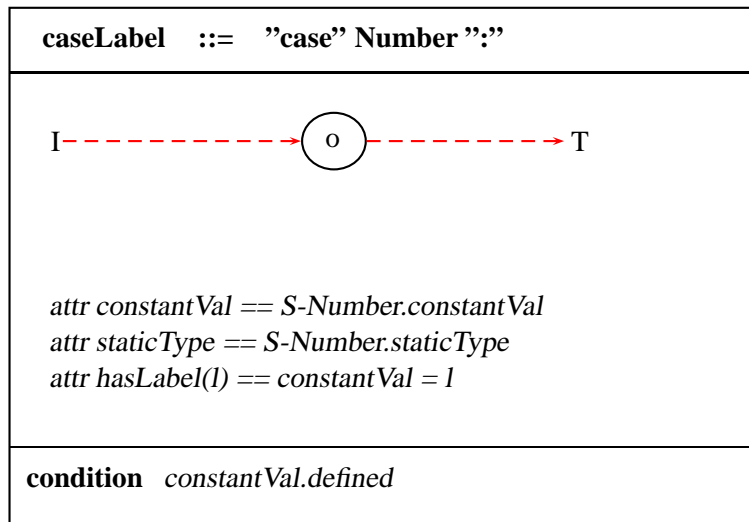 caseLabel ::= ”case” Number ”:”
I o T
attr constantVal == S-Number.constantVal
attr staticType == S-Number.staticType
attr hasLabel(l) == constantVal = l
condition constantVal.defined